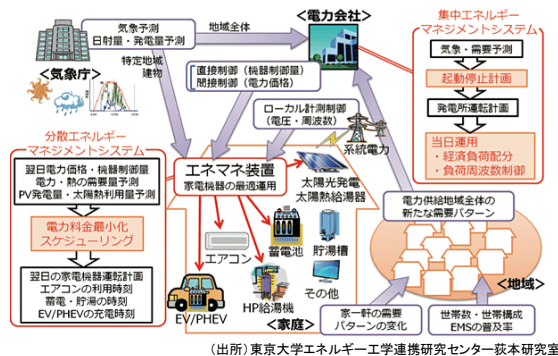 気象予測
日射量・発電量予測
地域全体
<電力会社>
集中エネルギー
マネジメントシステム
気象・需要予測
起動停止計画
発電所運転計画
当日運用
・経済負荷配分
・負荷周波数制御
<気象庁>
特定地域
建物
直接制御（機器制御量）
間接制御（電力価格）
ローカル計測制御
（電圧・周波数）
系統電力
分散エネルギー
マネージメントシステム
翌日電力価格・機器制御量
電力・熱の需要量予測
PV発電量・太陽熱利用量予測
電力料金最小化
スケジューリング
翌日の家電機器運転計画
エアコンの利用時刻
蓄電・貯湯の時刻
EV/PHEVの充電時刻
エネマネ装置
家電機器の最適運用
太陽光発電
太陽熱給湯器
エアコン
蓄電池
貯湯槽
EV/PHEV
HP給湯機
その他
<家庭>
電力供給地域全体の
新たな需要パターン
<地域>
家一軒の需要
パターンの変化
世帯数・世帯構成
EMSの普及率
（出所）東京大学エネルギー工学連携研究センター荻本研究室